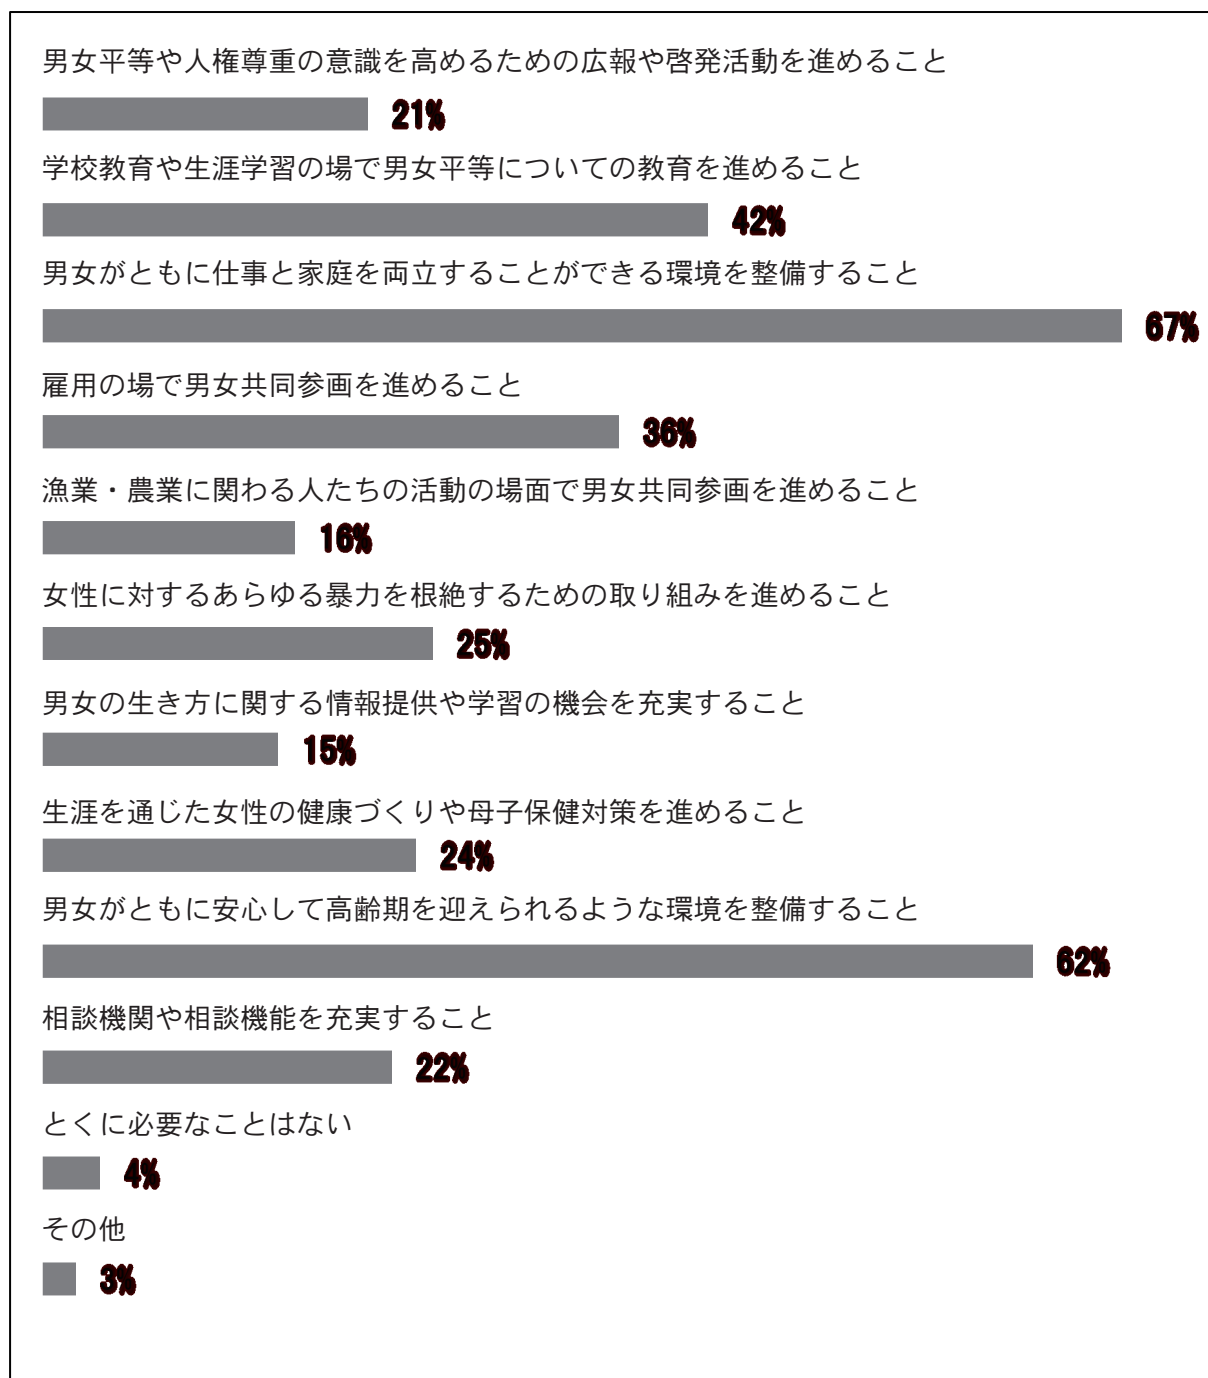 男女平等や人権尊重の意識を高めるための広報や啓発活動を進めること
21%
学校教育や生涯学習の場で男女平等についての教育を進めること
42%
男女がともに仕事と家庭を両立することができる環境を整備すること
67%
雇用の場で男女共同参画を進めること
36%
漁業・農業に関わる人たちの活動の場面で男女共同参画を進めること
16%
女性に対するあらゆる暴力を根絶するための取り組みを進めること
25%
男女の生き方に関する情報提供や学習の機会を充実すること
15%
生涯を通じた女性の健康づくりや母子保健対策を進めること
24%
男女がともに安心して高齢期を迎えられるような環境を整備すること
62%
相談機関や相談機能を充実すること
22%
とくに必要なことはない
4%
その他
3%